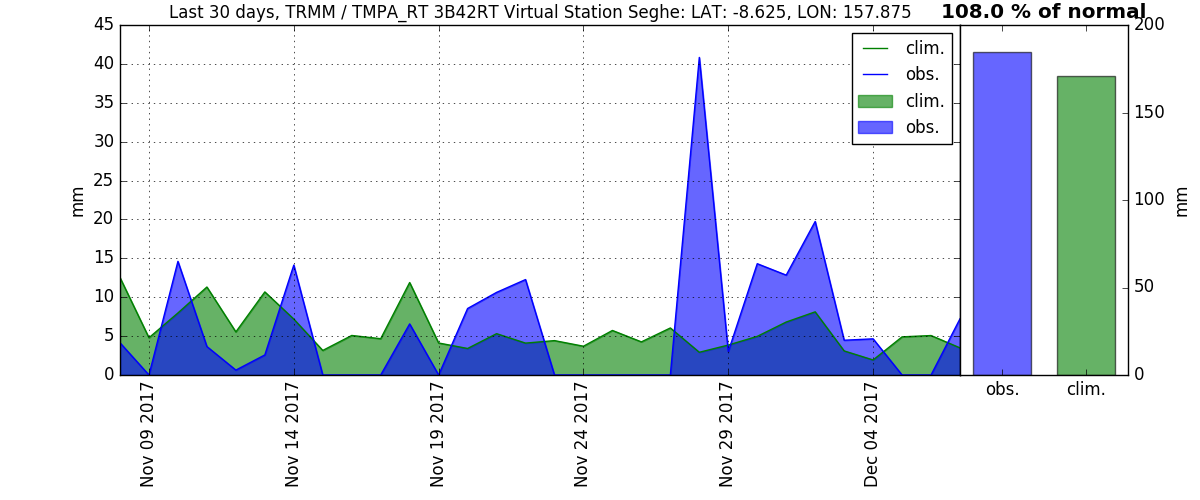 Last 30 days, TRMM / TMPA_RT 3B42RT Virtual Station Seghe: LAT: -8.625, LON: 157.875
108.0 % of normal
45
40
35
30
25
20
15
10
5
0
mm
clim.
obs.
clim.
obs.
200
150
100
50
0
mm
obs.
clim.
Nov 09 2017
Nov 14 2017
Nov 19 2017
Nov 24 2017
Nov 29 2017
Dec 04 2017